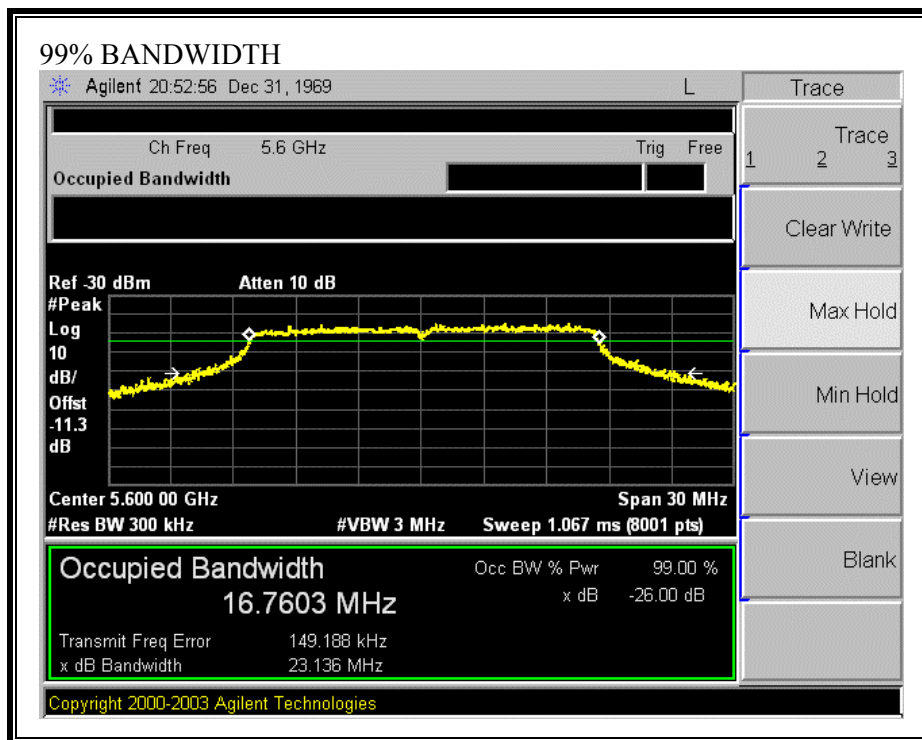 99% BANDWIDTH
Agilent 20:52:56 Dec 31, 1969 L
Trace
Ch Freq 5.6 GHz Trig Free
Occupied Bandwidth
Trace
1 2 3
Clear Write
Max Hold
Min Hold
View
Blank
Ref -30 dBm Atten 10 dB
#Peak
Log
10
dB/
Offst
-11.3
dB
Center 5.600 00 GHz Span 30 MHz
#Res BW 300 kHz #VBW 3 MHz Sweep 1.067 ms (8001 pts)
Occupied Bandwidth Occ BW % Pwr 99.00 %
16.7603 MHz x dB -26.00 dB
Transmit Freq Error 149.188 kHz
x dB Bandwidth 23.136 MHz
Copyright 2000-2003 Agilent Technologies